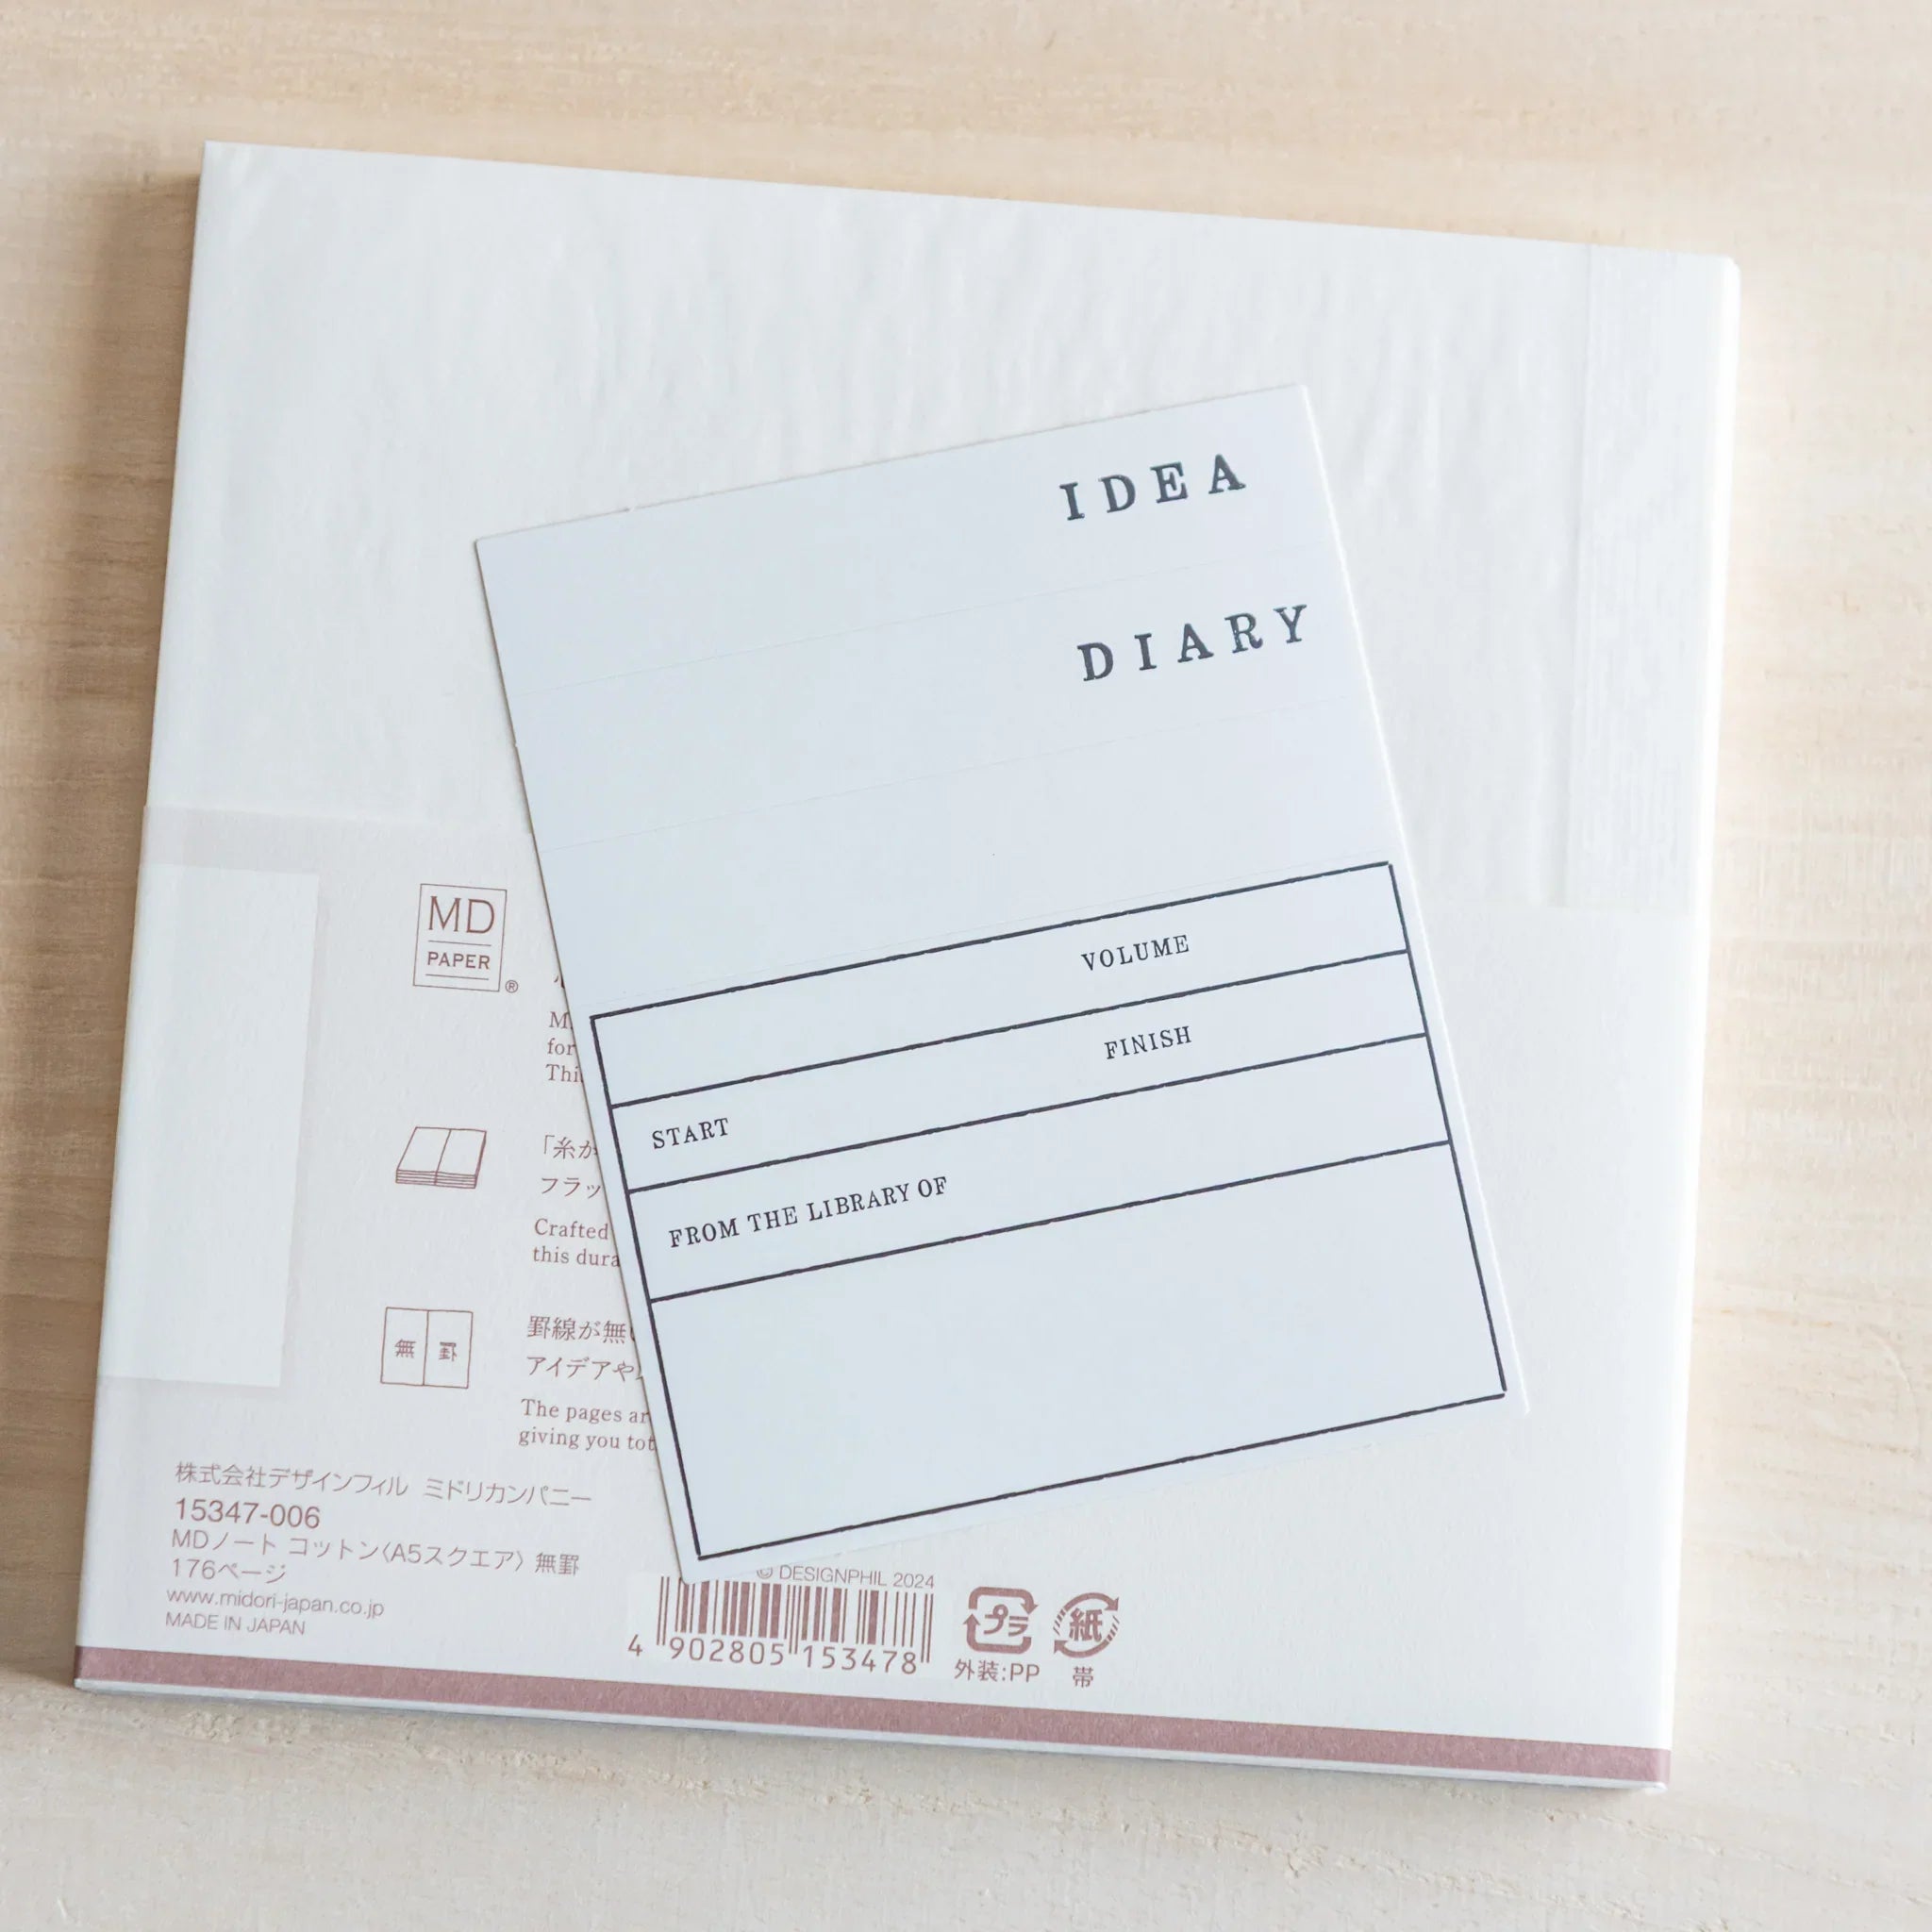 IDEA
DIARY
VOLUME
START FINISH
FROM THE LIBRARY OF
MD
PAPER
®
for
「糸か
フラッ
Crafted
this
無 罫
罫線が無
アイデアや
The pages
giving you
株式会社デザインフィル ミドリカンパニー
15347-006
MDノート コットン〈A5スクエア〉 無罫
176ページ
www.midori-japan.co.jp
MADE IN JAPAN
© DESIGNPHIL 2024
4 902805 153478
プラ
外装:PP
紙
帯